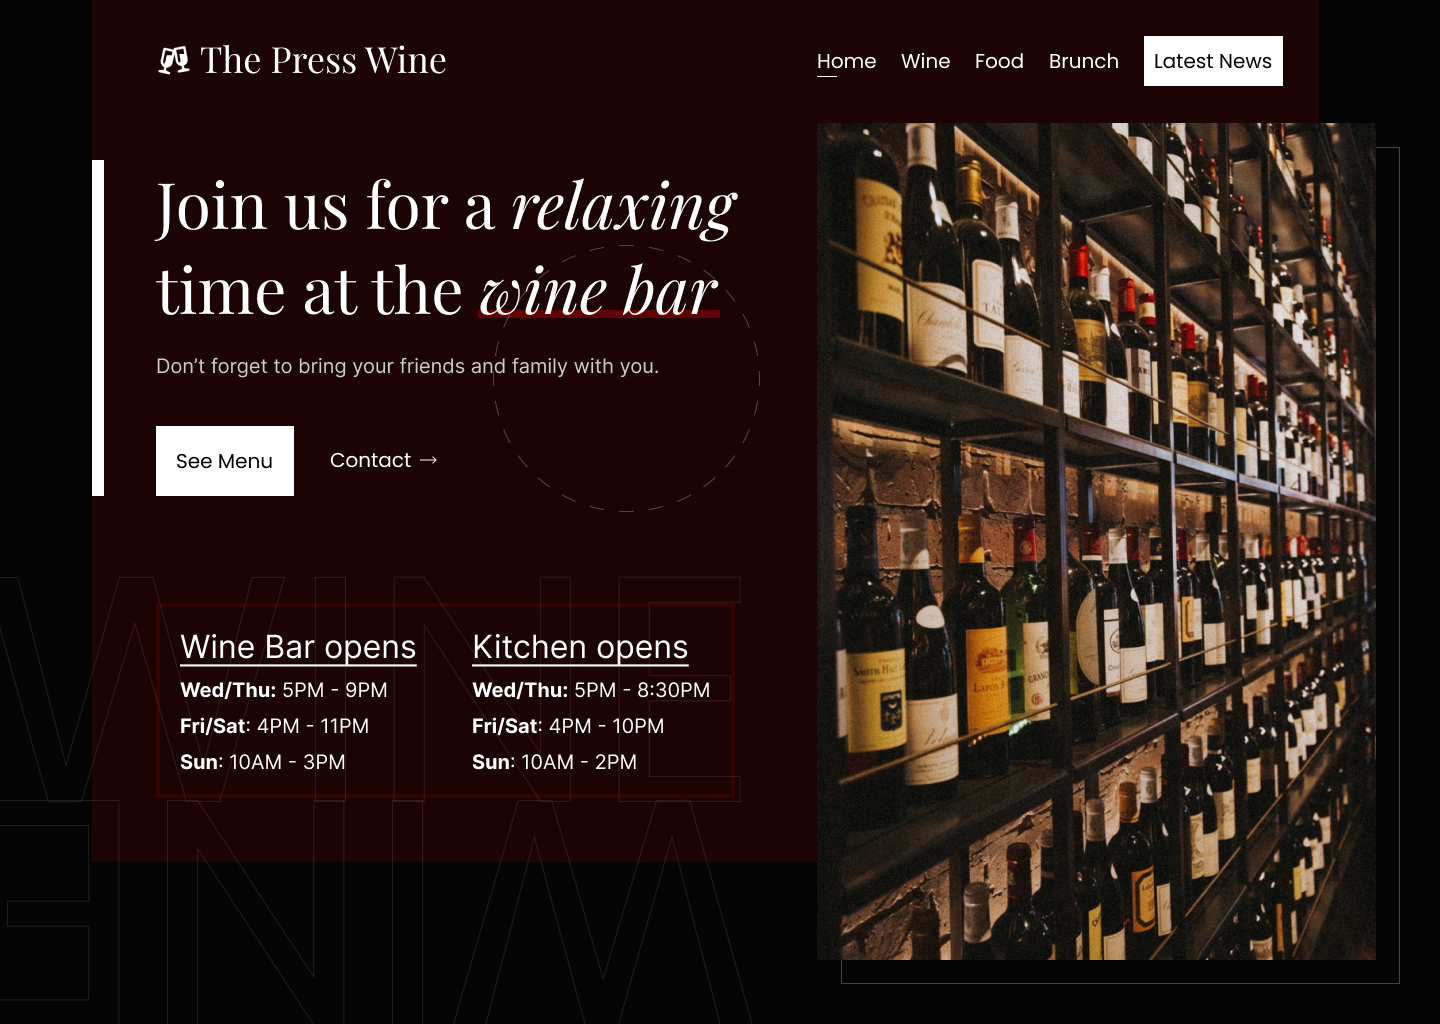 The Press Wine
Home Wine Food Brunch Latest News
Join us for a relaxing
time at the wine bar
Don’t forget to bring your friends and family with you.
See Menu Contact →
WINE
Wine Bar opens
Wed/Thu: 5PM - 9PM
Fri/Sat: 4PM - 11PM
Sun: 10AM - 3PM
Kitchen opens
Wed/Thu: 5PM - 8:30PM
Fri/Sat: 4PM - 10PM
Sun: 10AM - 2PM
WINE